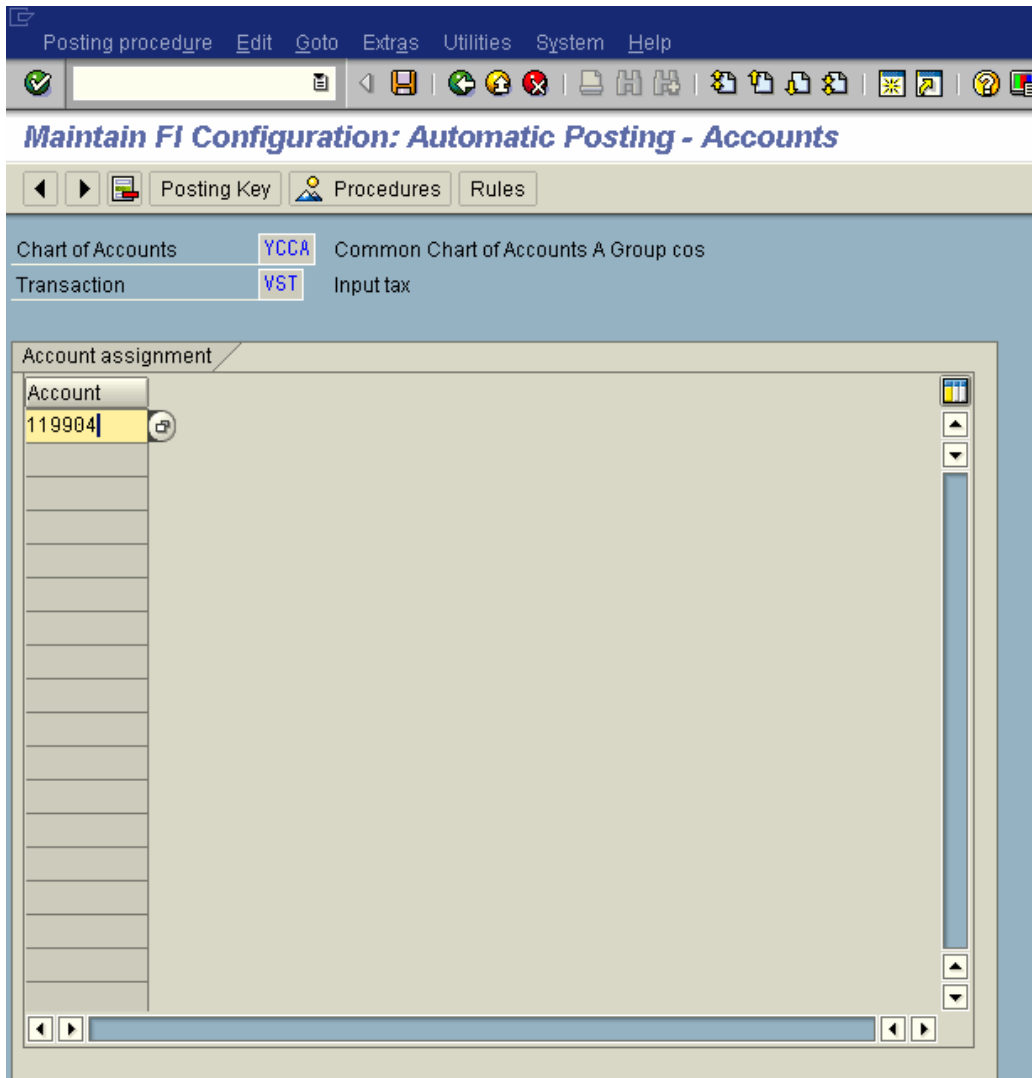 Posting procedure Edit Goto Extras Utilities System Help
Maintain FI Configuration: Automatic Posting - Accounts
Posting Key Procedures Rules
Chart of Accounts YCCA Common Chart of Accounts A Group cos
Transaction VST Input tax
Account assignment
Account
119904